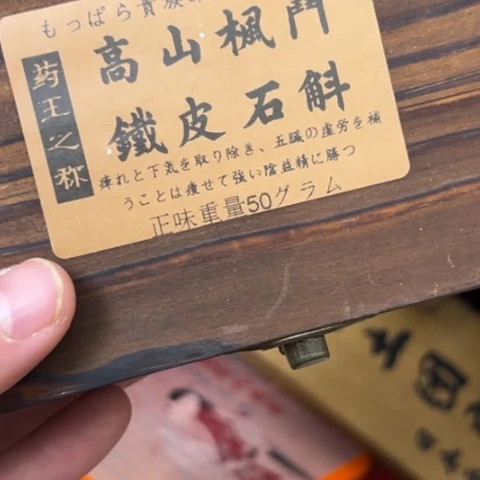 もっぱら貴族の
药王之称
高山楓鬥
鐵皮石斛
痺れと下気を取り除き、五臓の虚労を補
うことは痩せて強い陰益精に勝つ
正味重量50グラム